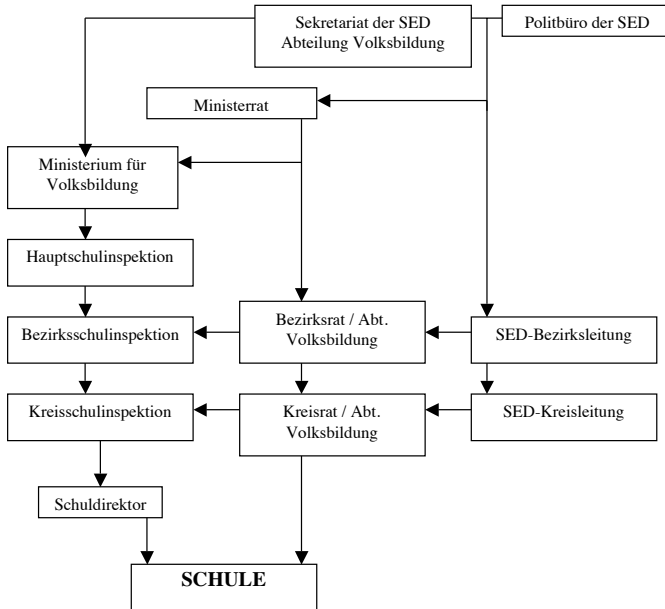 Sekretariat der SED
Abteilung Volksbildung
Politbüro der SED
Ministerrat
Ministerium für
Volksbildung
Hauptschulinspektion
Bezirksschulinspektion
Bezirksrat / Abt.
Volksbildung
SED-Bezirksleitung
Kreisschulinspektion
Kreisrat / Abt.
Volksbildung
SED-Kreisleitung
Schuldirektor
SCHULE